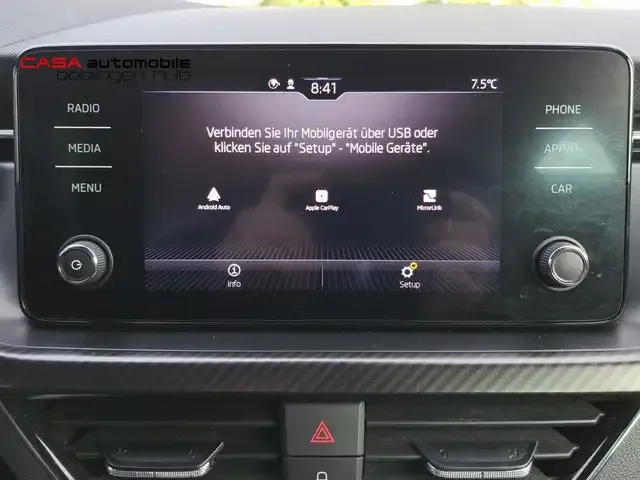 CASA automobile
böblingen hulb
8:41
7.5°C
RADIO
MEDIA
MENU
Verbinden Sie Ihr Mobilgerät über USB oder
klicken Sie auf "Setup" - "Mobile Geräte".
Android Auto
Apple CarPlay
MirrorLink
Info
Setup
PHONE
CAR